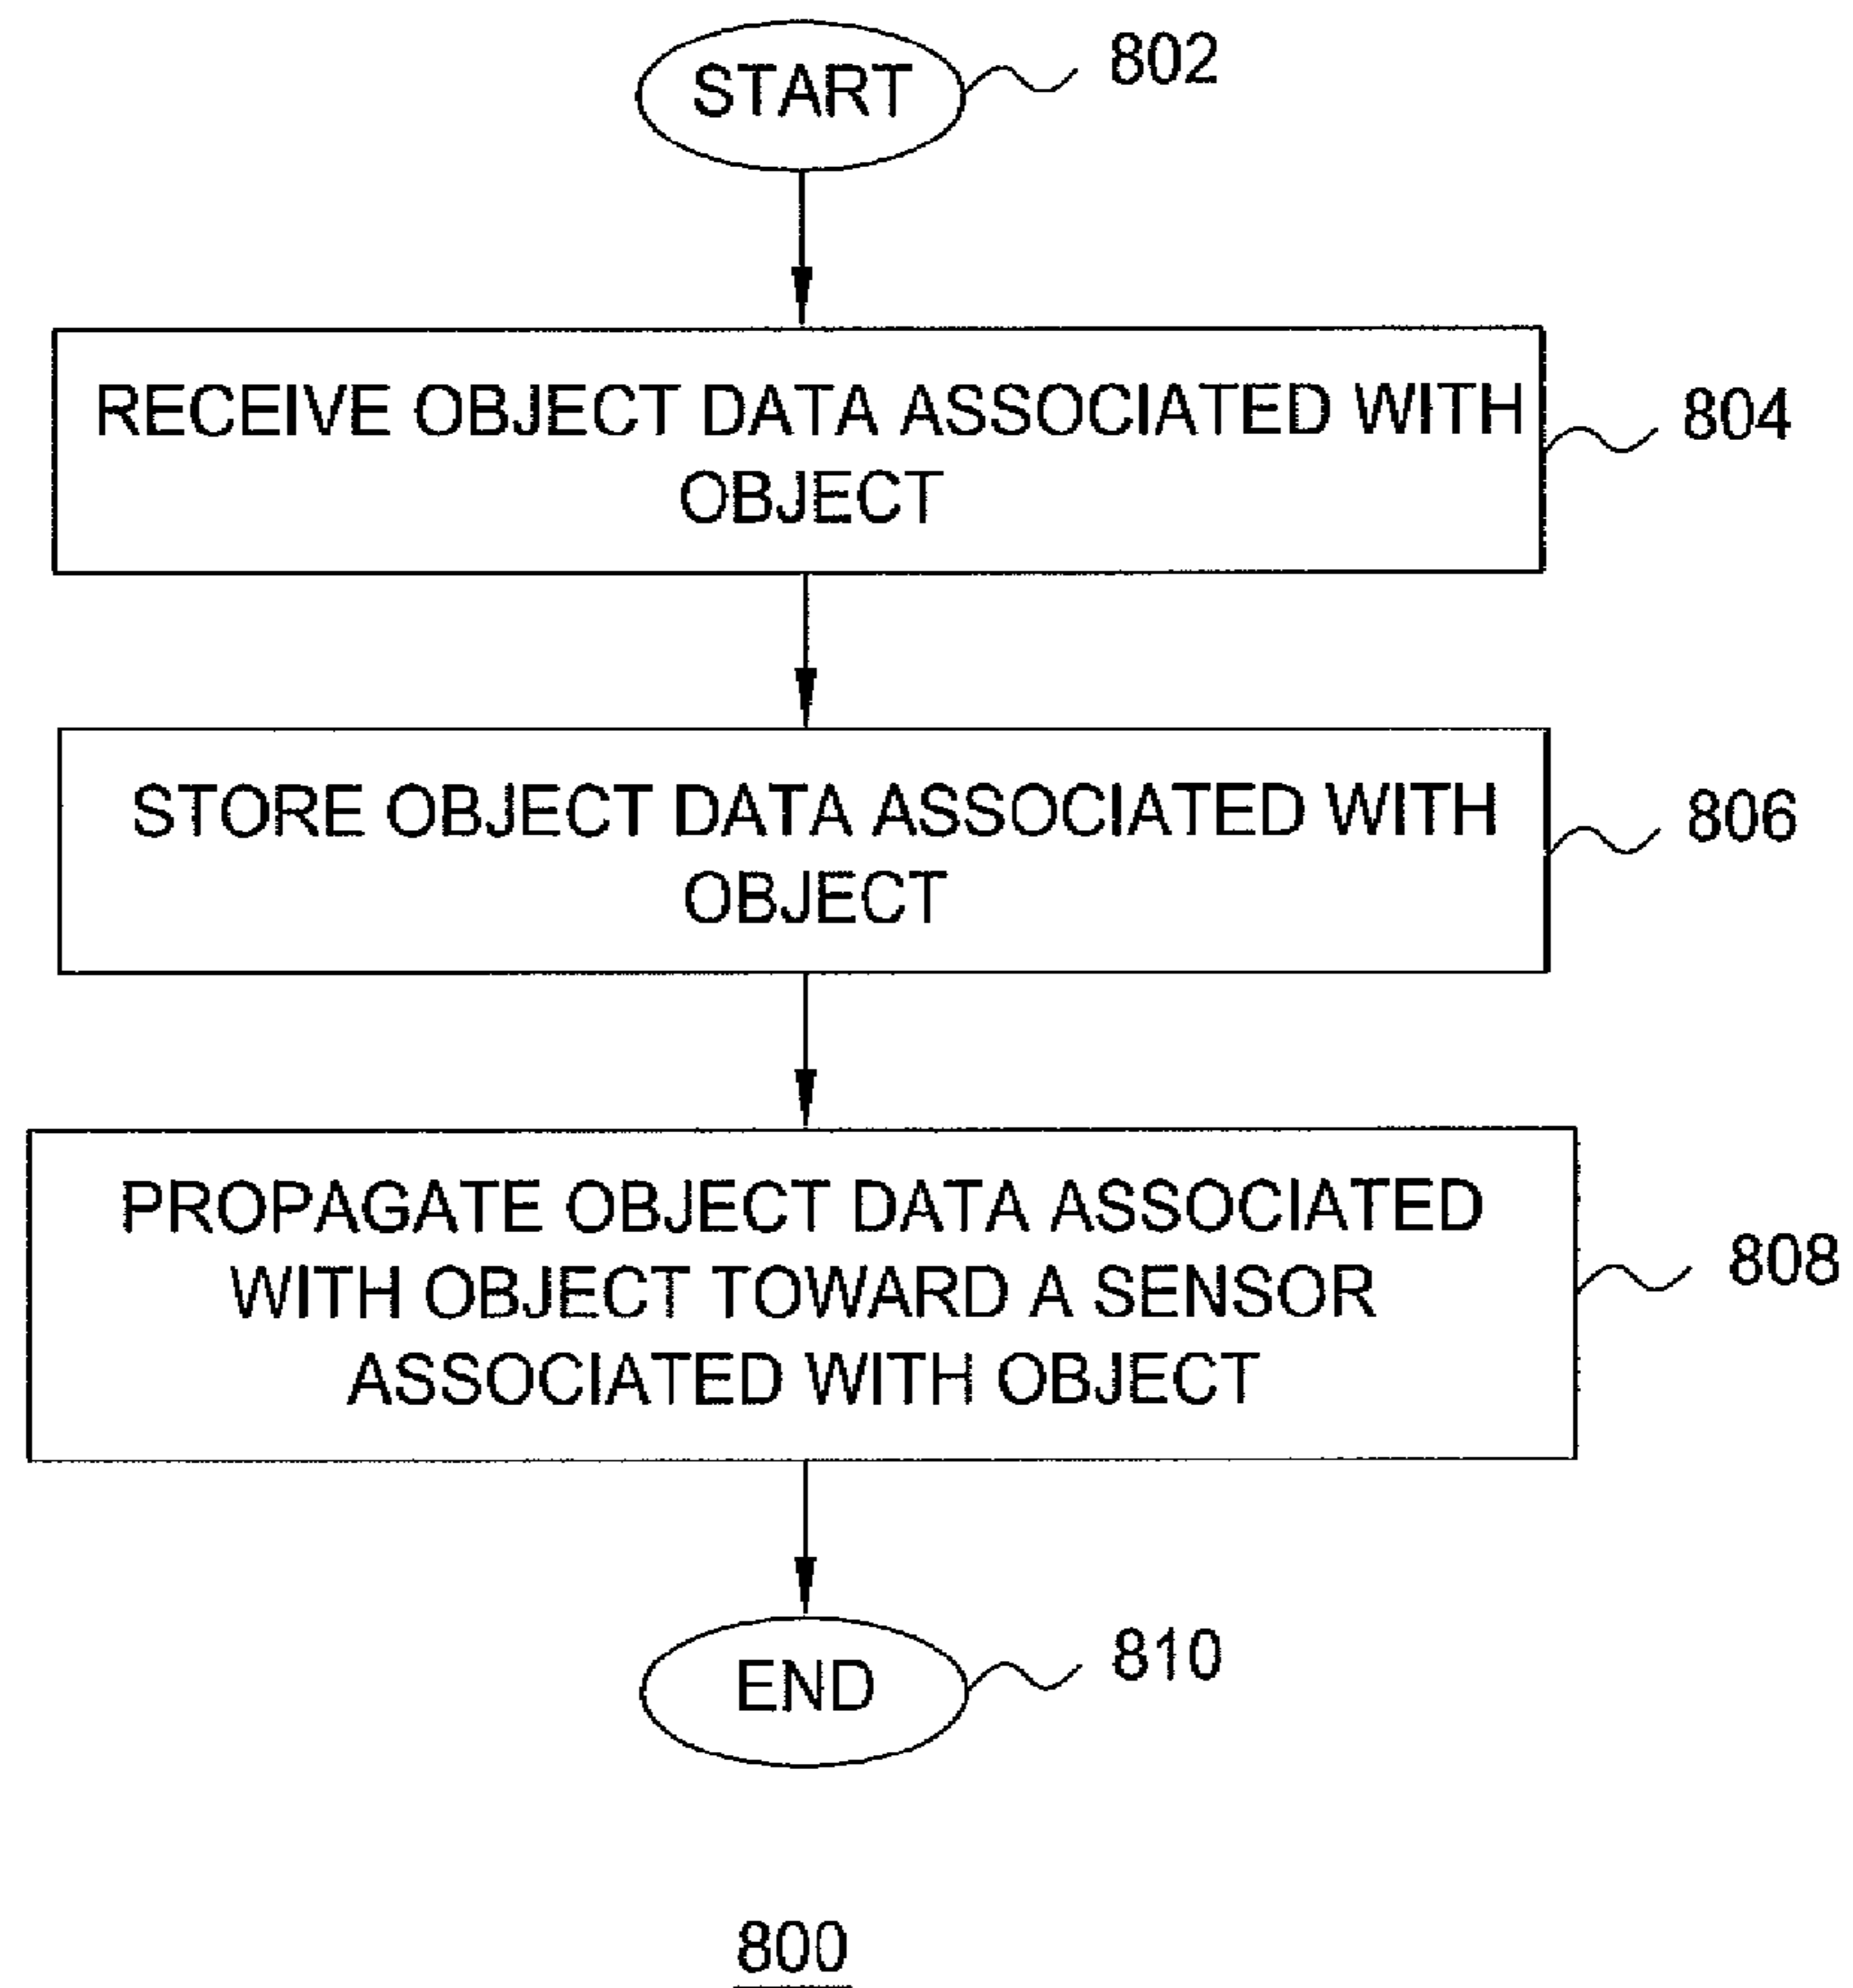 START
802
RECEIVE OBJECT DATA ASSOCIATED WITH
OBJECT
804
STORE OBJECT DATA ASSOCIATED WITH
OBJECT
806
PROPAGATE OBJECT DATA ASSOCIATED
WITH OBJECT TOWARD A SENSOR
ASSOCIATED WITH OBJECT
808
END
810
800